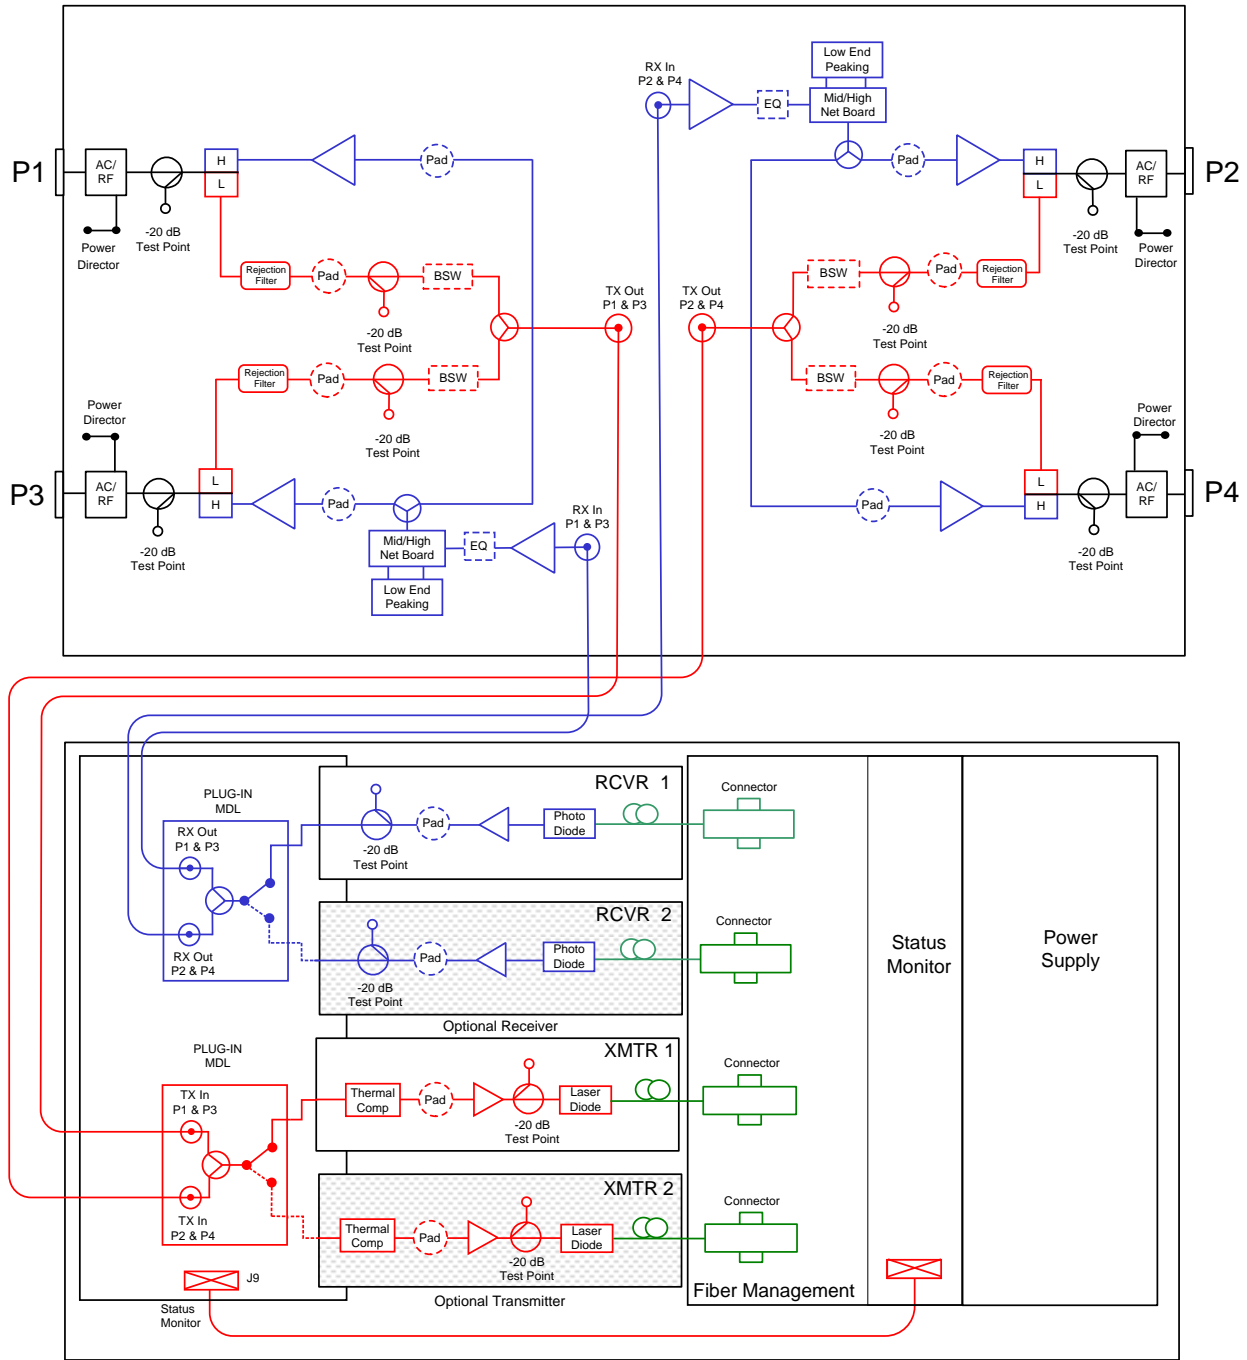 Low End
Peaking
RX In
P2 & P4
EQ
Mid/High
Net Board
P1
AC/
RF
H
L
Pad
-20 dB
Test Point
Power
Director
Pad
H
L
AC/
RF
P2
-20 dB
Test Point
Power
Director
Rejection
Filter
Pad
BSW
-20 dB
Test Point
TX Out
P1 & P3
TX Out
P2 & P4
BSW
Pad
Rejection
Filter
-20 dB
Test Point
Rejection
Filter
Pad
BSW
-20 dB
Test Point
BSW
Pad
Rejection
Filter
-20 dB
Test Point
Power
Director
P3
AC/
RF
L
H
Pad
-20 dB
Test Point
Mid/High
Net Board
EQ
RX In
P1 & P3
Low End
Peaking
Power
Director
Pad
L
H
AC/
RF
P4
-20 dB
Test Point
PLUG-IN
MDL
RX Out
P1 & P3
RX Out
P2 & P4
RCVR 1
-20 dB
Test Point
Pad
Photo
Diode
Connector
RCVR 2
-20 dB
Test Point
Pad
Photo
Diode
Connector
Optional Receiver
Status
Monitor
Power
Supply
PLUG-IN
MDL
TX In
P1 & P3
TX In
P2 & P4
XMTR 1
Thermal
Comp
Pad
-20 dB
Test Point
Laser
Diode
Connector
XMTR 2
Thermal
Comp
Pad
-20 dB
Test Point
Laser
Diode
Connector
Optional Transmitter
Fiber Management
J9
Status
Monitor